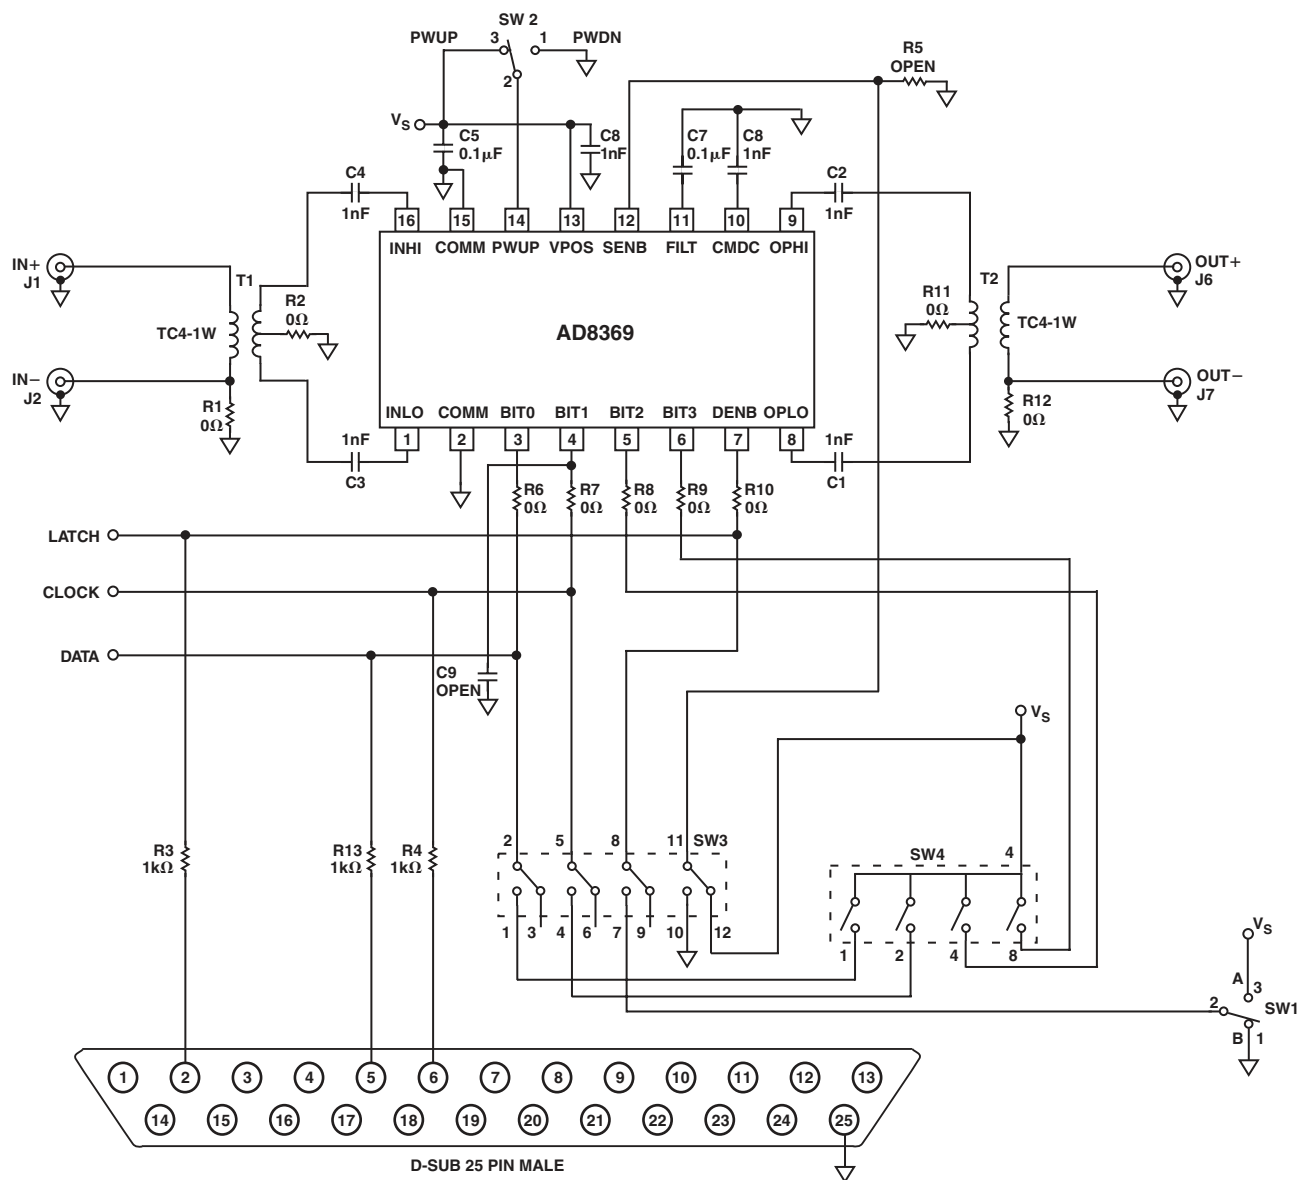 SW 2
PWUP 3 1 PWDN
2
R5
OPEN
VS
C5
0.1µF
C8
1nF
C7
0.1µF
C8
1nF
C4
1nF
C2
1nF
16 15 14 13 12 11 10 9
INHI COMM PWUP VPOS SENB FILT CMDC OPHI
IN+
J1
T1
R2
0Ω
TC4-1W
AD8369
R11
0Ω
T2
TC4-1W
OUT+
J6
IN−
J2
R1
0Ω
OUT−
J7
R12
0Ω
INLO COMM BIT0 BIT1 BIT2 BIT3 DENB OPLO
1 2 3 4 5 6 7 8
1nF
C3
1nF
C1
R6
0Ω
R7
0Ω
R8
0Ω
R9
0Ω
R10
0Ω
LATCH
CLOCK
DATA
C9
OPEN
VS
R3
1kΩ
R13
1kΩ
R4
1kΩ
2 5 8 11 SW3
1 3 4 6 7 9 10 12
SW4 4
1 2 4 8
VS
A 3
2 SW1
B 1
1 2 3 4 5 6 7 8 9 10 11 12 13
14 15 16 17 18 19 20 21 22 23 24 25
D-SUB 25 PIN MALE